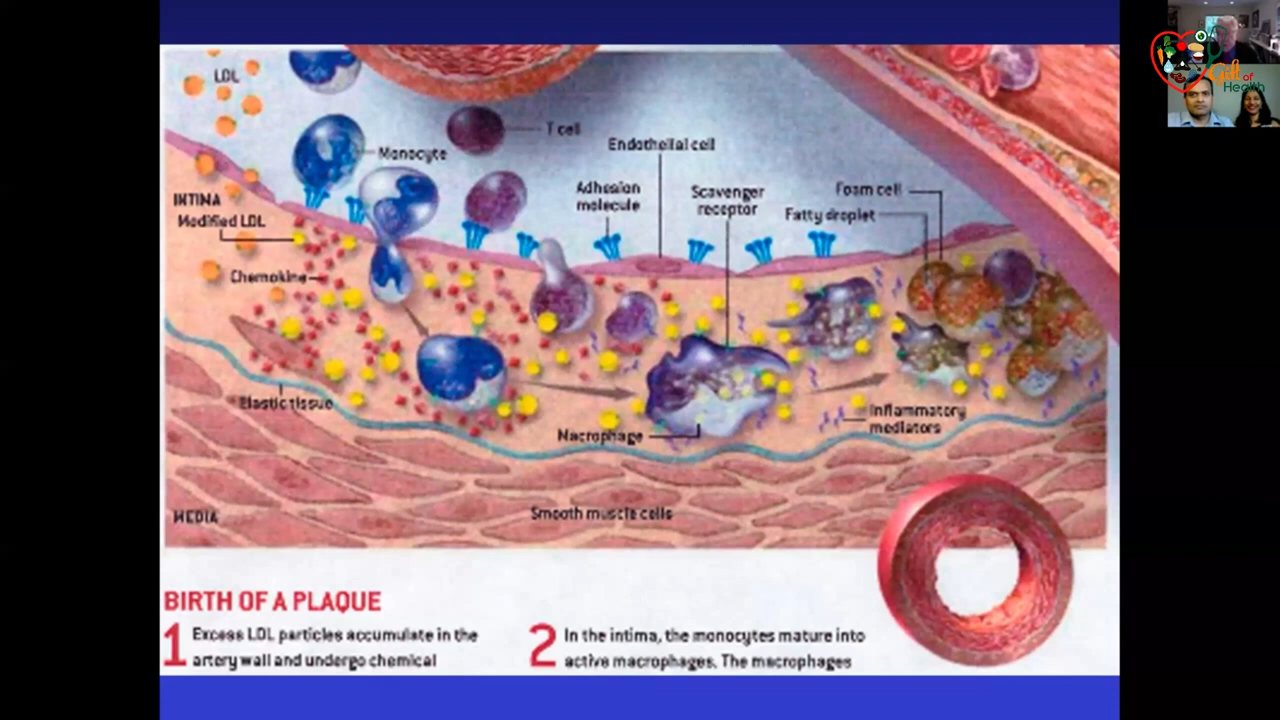 LDL
T cell
Monocyte
Endothelial cell
Adhesion
molecule
Scavenger
receptor
Foam cell
Fatty droplet
INTIMA
Modified LDL
Chemokine
Elastic tissue
Macrophage
Inflammatory
mediators
MEDIA
Smooth muscle cells
BIRTH OF A PLAQUE
1 Excess LDL particles accumulate in the
artery wall and undergo chemical
2 In the intima, the monocytes mature into
active macrophages. The macrophages
Gift of
Health